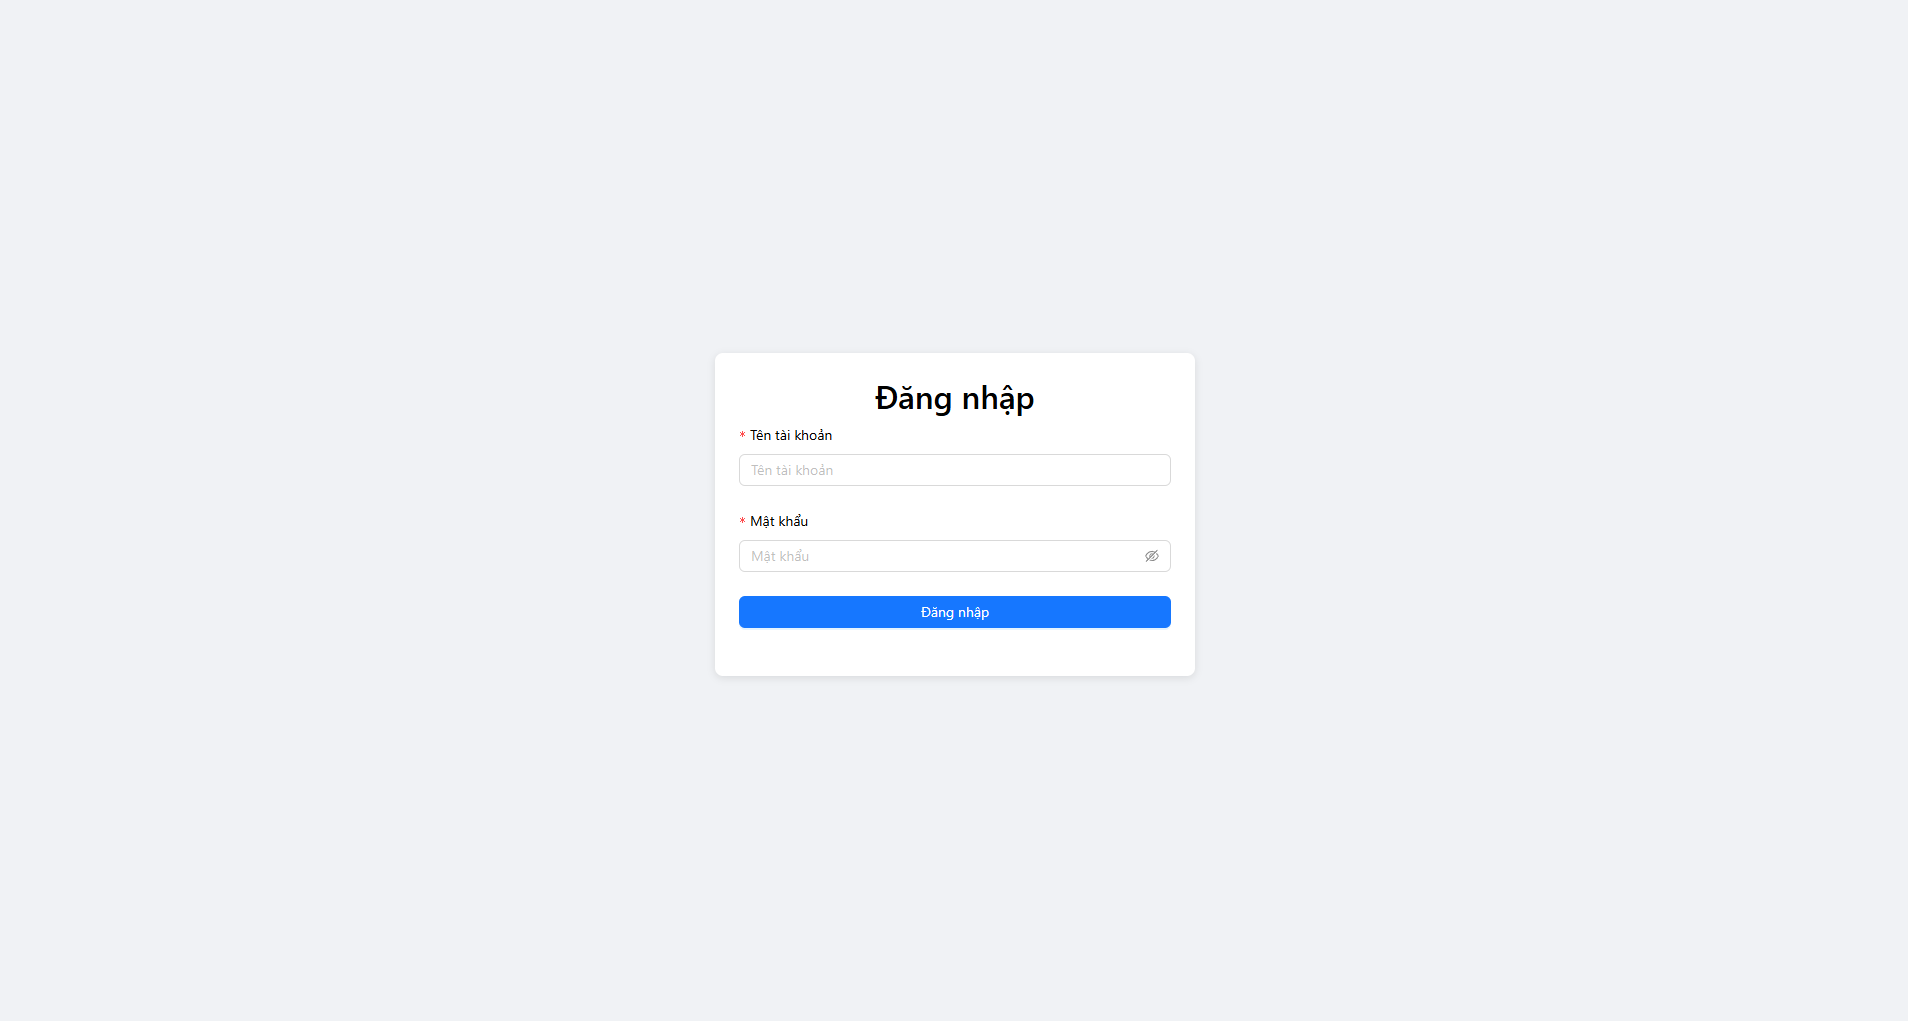 Đăng nhập
* Tên tài khoản
Tên tài khoản
* Mật khẩu
Mật khẩu
Đăng nhập